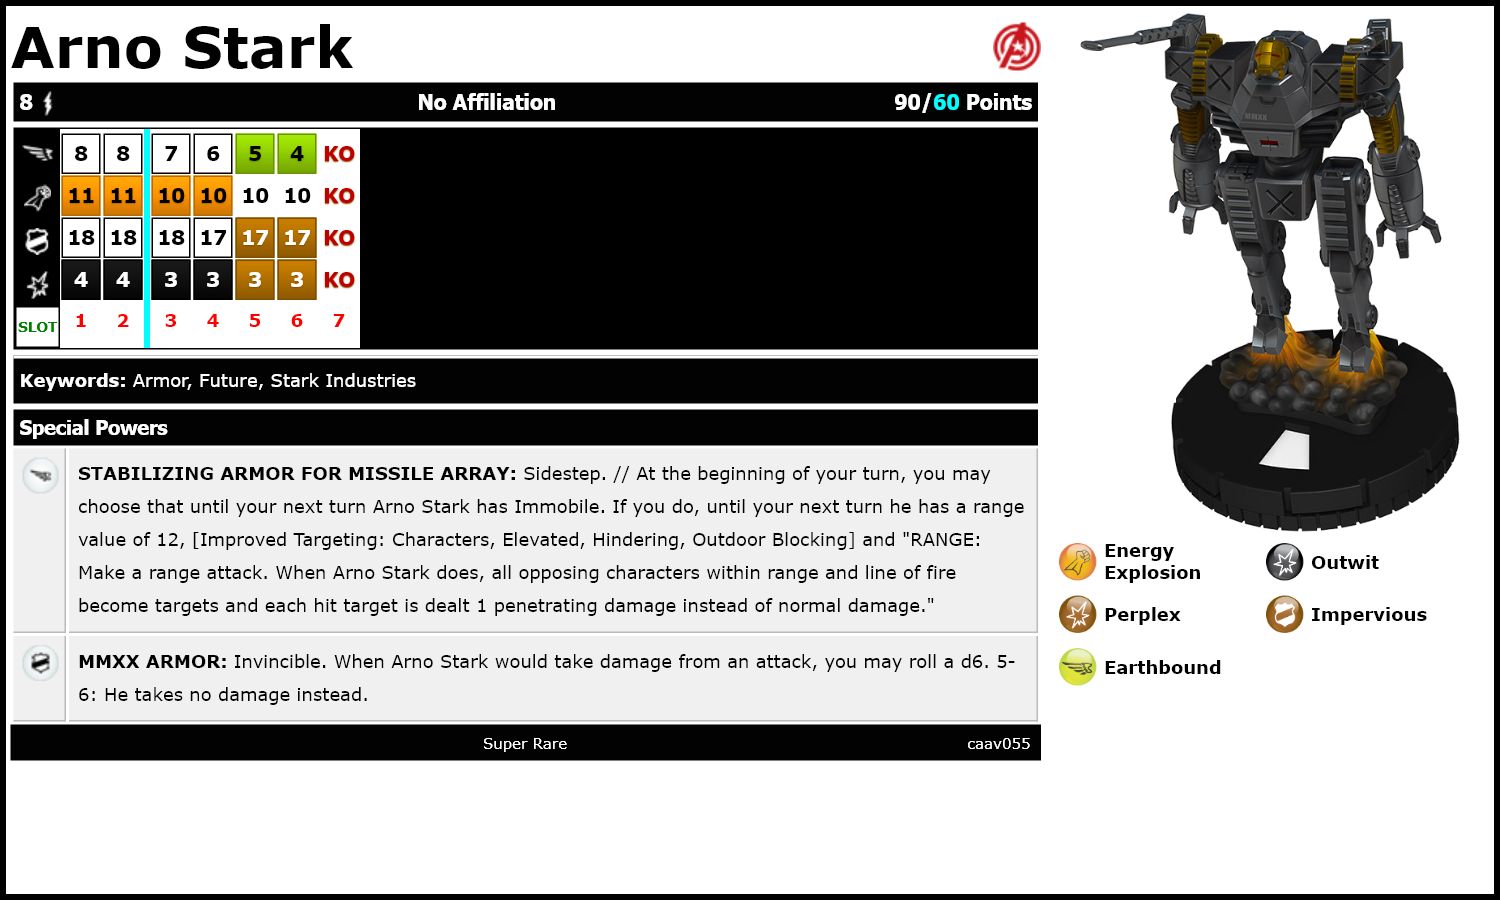 Arno Stark
8 No Affiliation 90/60 Points
8 8 7 6 5 4 KO
11 11 10 10 10 10 KO
18 18 18 17 17 17 KO
4 4 3 3 3 3 KO
SLOT 1 2 3 4 5 6 7
Keywords: Armor, Future, Stark Industries
Special Powers
STABILIZING ARMOR FOR MISSILE ARRAY: Sidestep. // At the beginning of your turn, you may
choose that until your next turn Arno Stark has Immobile. If you do, until your next turn he has a range
value of 12, [Improved Targeting: Characters, Elevated, Hindering, Outdoor Blocking] and "RANGE:
Make a range attack. When Arno Stark does, all opposing characters within range and line of fire
become targets and each hit target is dealt 1 penetrating damage instead of normal damage."
MMXX ARMOR: Invincible. When Arno Stark would take damage from an attack, you may roll a d6. 5-
6: He takes no damage instead.
Super Rare caav055
MMXX
Energy
Explosion
Outwit
Perplex
Impervious
Earthbound